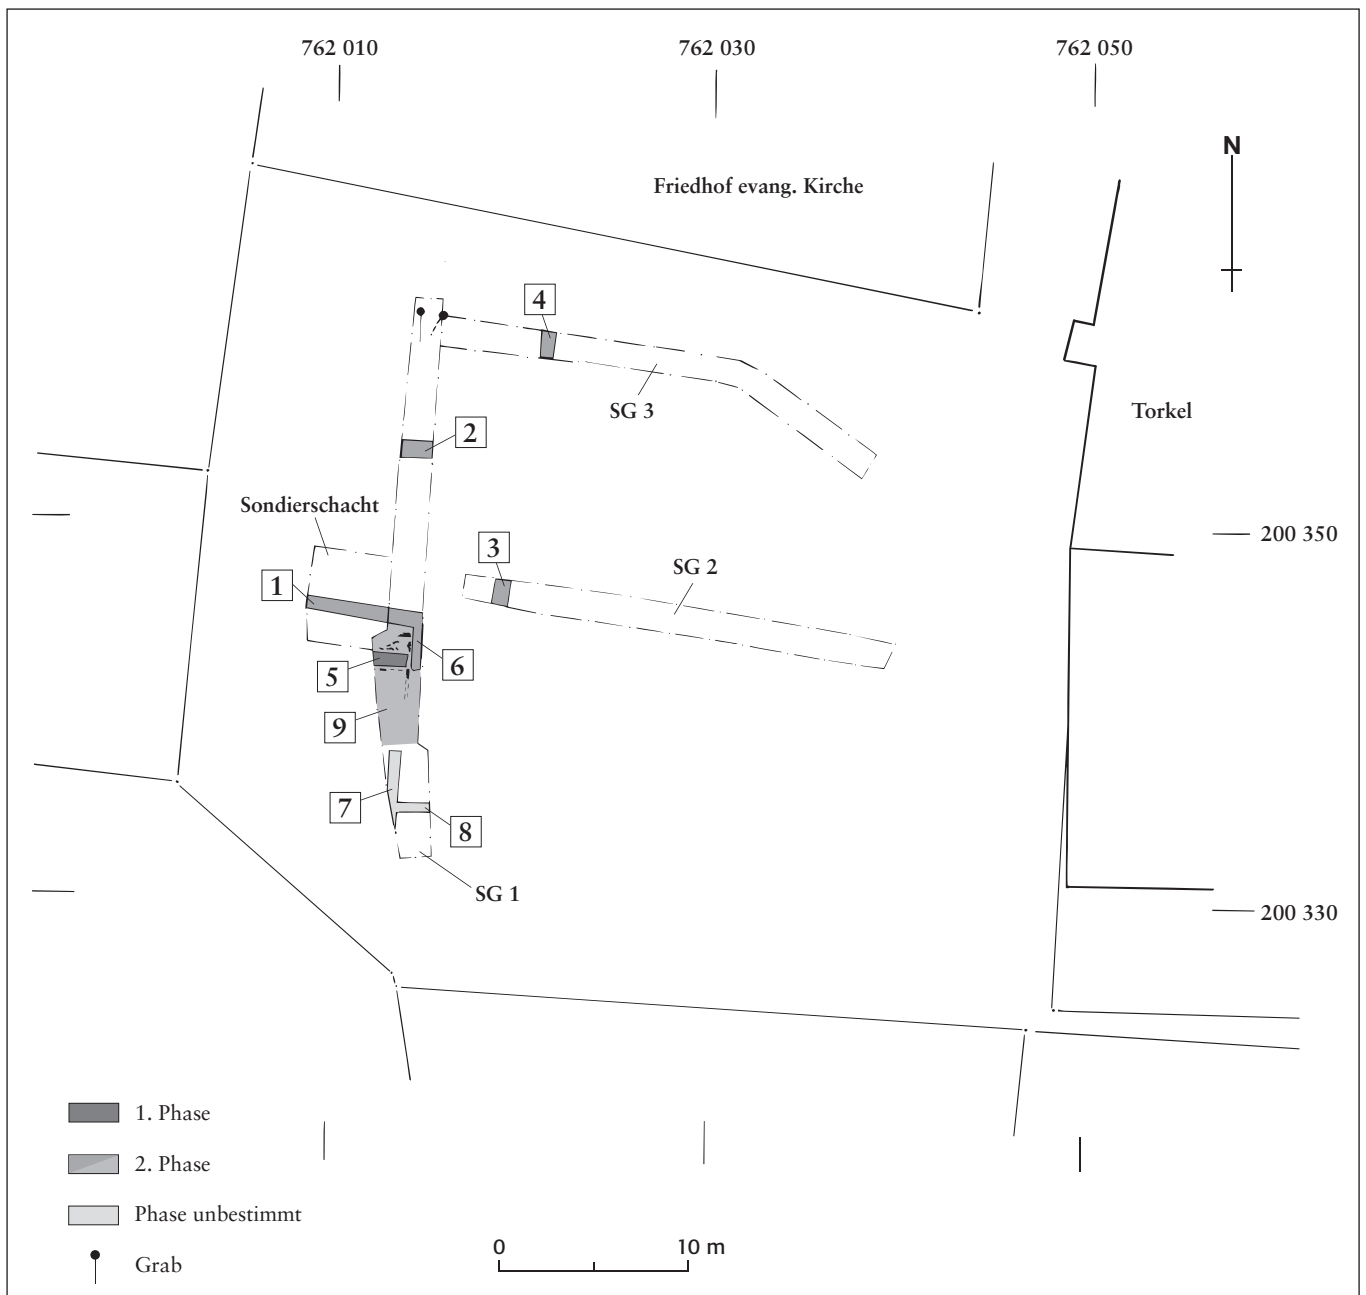 762 010
762 030
762 050
N
Friedhof evang. Kirche
4
SG 3
Torkel
2
Sondierschacht
3
200 350
SG 2
1
6
5
9
7
8
SG 1
200 330
1. Phase
2. Phase
Phase unbestimmt
0 10 m
Grab